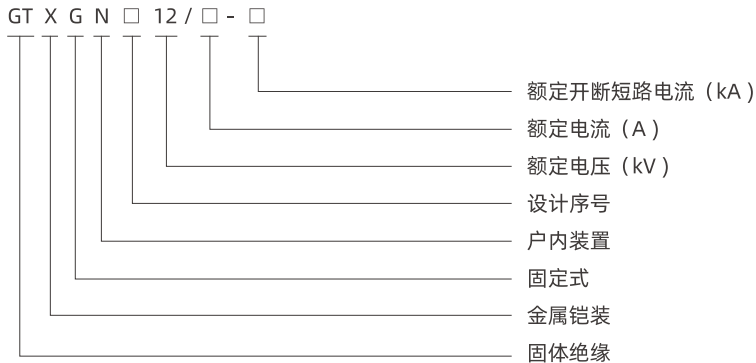 GT X G N □ 12 / □ - □
额定开断短路电流（kA）
额定电流（A）
额定电压（kV）
设计序号
户内装置
固定式
金属铠装
固体绝缘